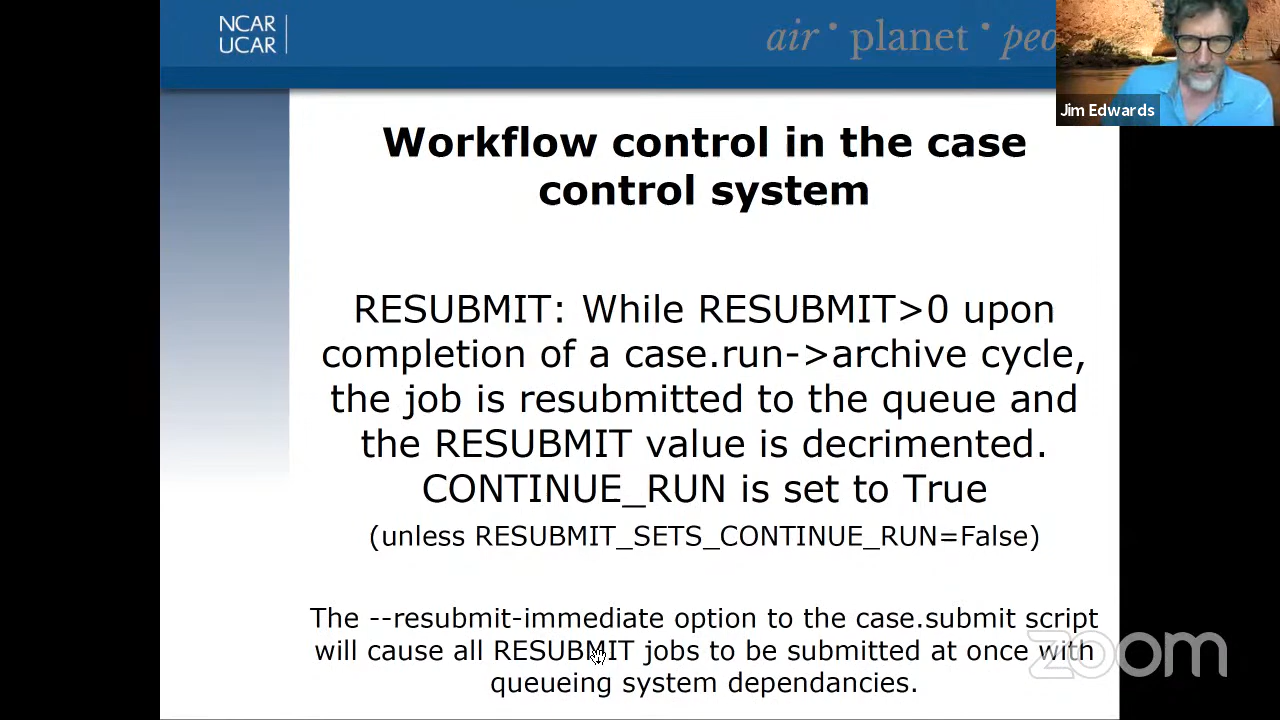 NCAR
UCAR
air • planet • peo
Jim Edwards
Workflow control in the case
control system
RESUBMIT: While RESUBMIT>0 upon
completion of a case.run->archive cycle,
the job is resubmitted to the queue and
the RESUBMIT value is decrimented.
CONTINUE_RUN is set to True
(unless RESUBMIT_SETS_CONTINUE_RUN=False)
The --resubmit-immediate option to the case.submit script
will cause all RESUBMIT jobs to be submitted at once with
queueing system dependancies.
zoom